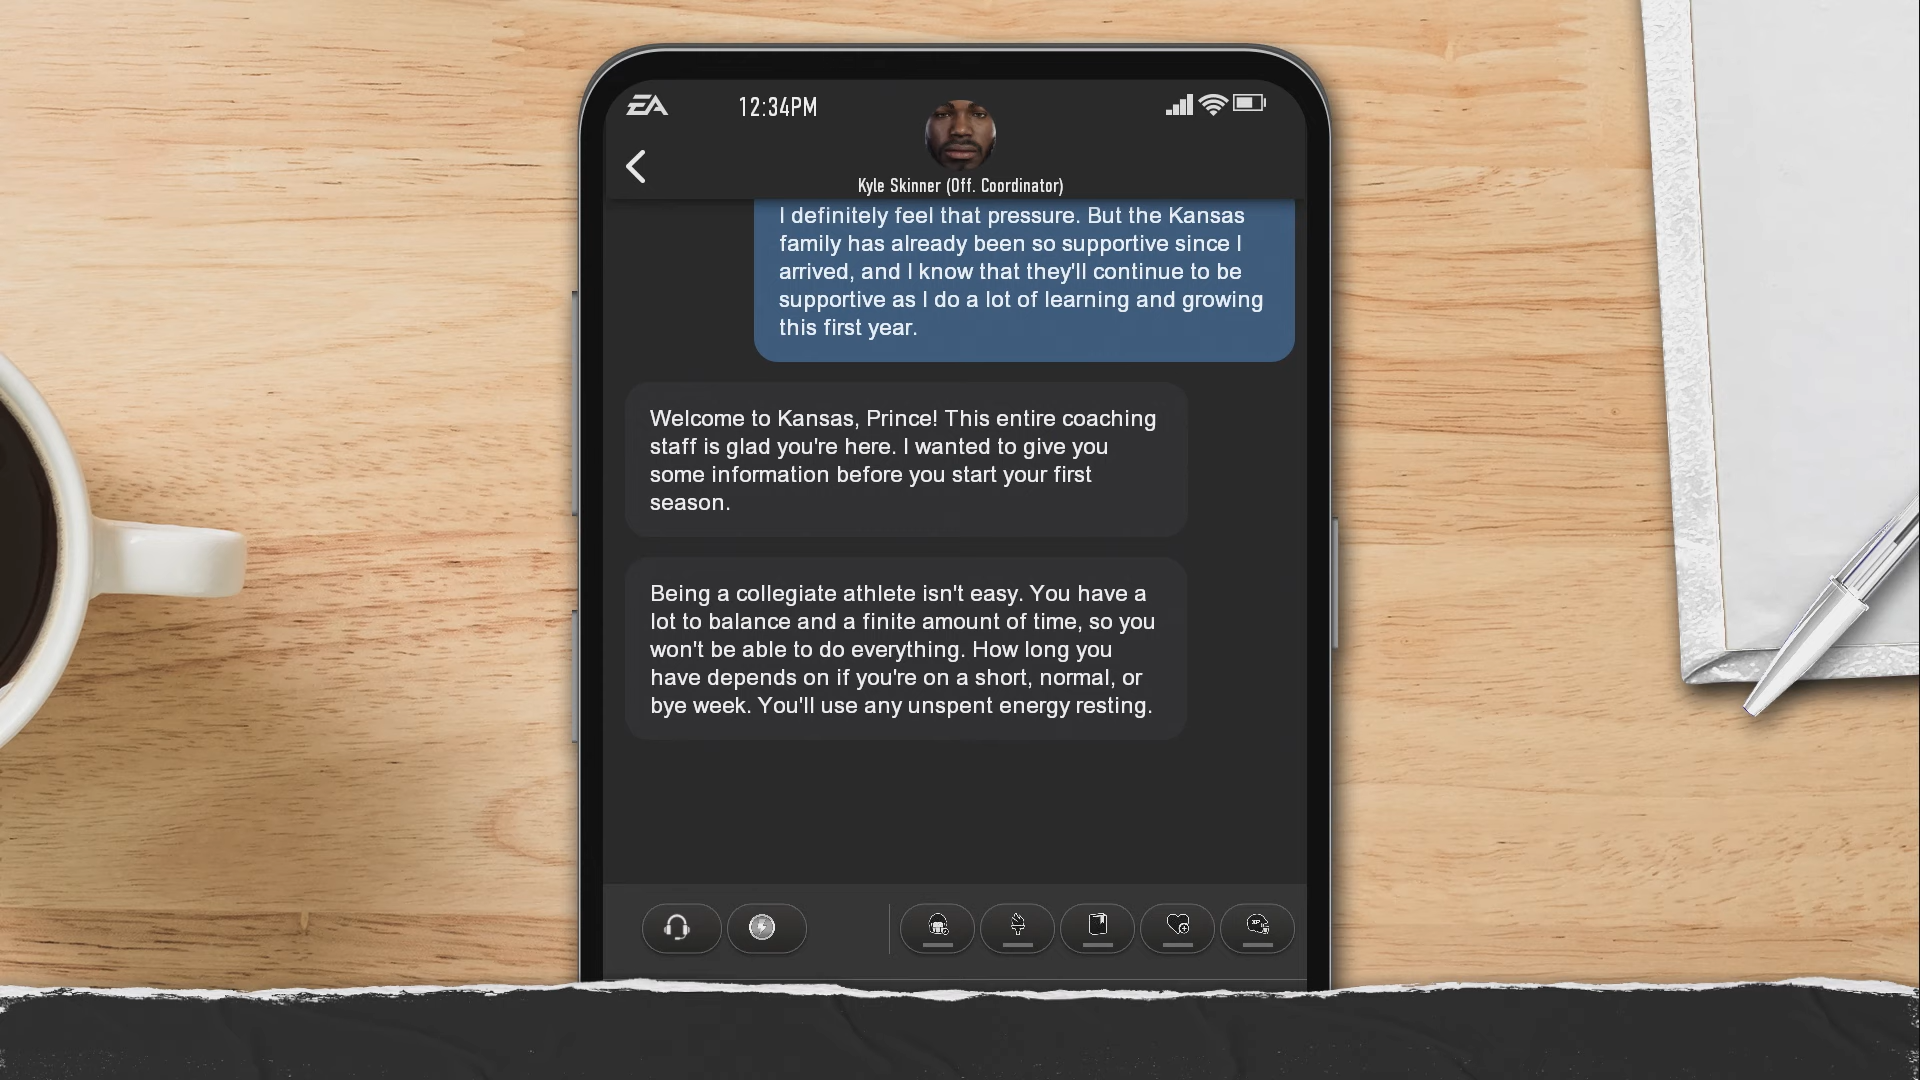 EA
12:34PM
Kyle Skinner (Off. Coordinator)
I definitely feel that pressure. But the Kansas
family has already been so supportive since I
arrived, and I know that they'll continue to be
supportive as I do a lot of learning and growing
this first year.
Welcome to Kansas, Prince! This entire coaching
staff is glad you're here. I wanted to give you
some information before you start your first
season.
Being a collegiate athlete isn't easy. You have a
lot to balance and a finite amount of time, so you
won't be able to do everything. How long you
have depends on if you're on a short, normal, or
bye week. You'll use any unspent energy resting.
XP